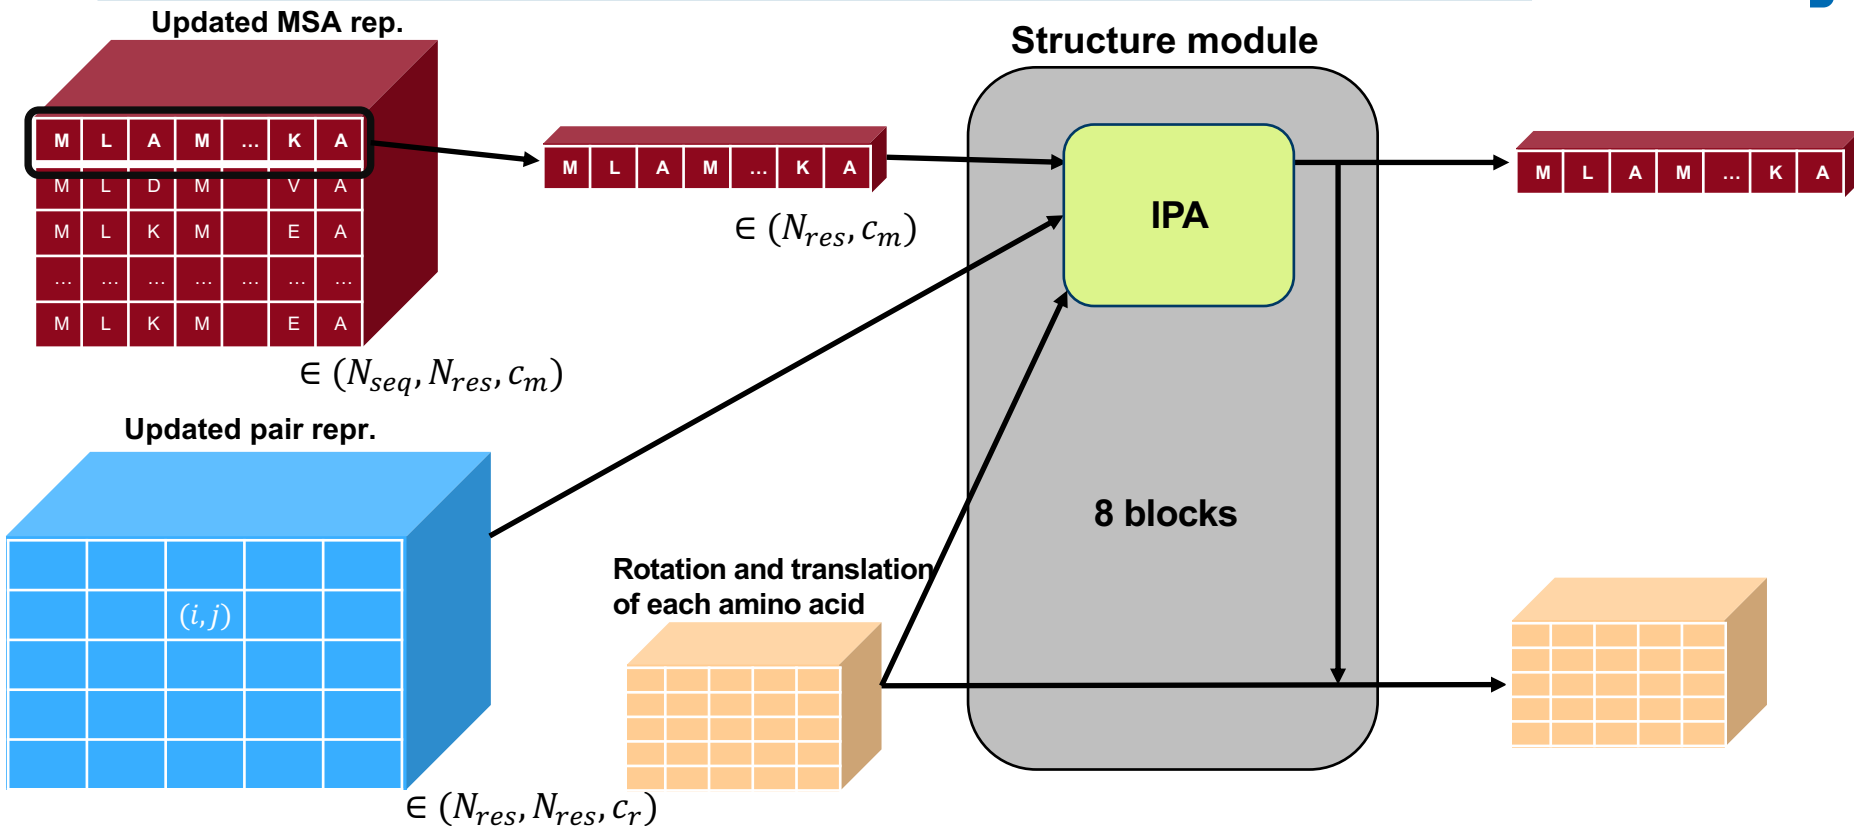 Updated MSA rep.
Structure module
M L A M … K A
M L D M V A
M L K M E A
… … … … … … …
M L K M E A
M L A M … K A
M L A M … K A
IPA
∈ (N_res, c_m)
∈ (N_seq, N_res, c_m)
Updated pair repr.
(i, j)
8 blocks
Rotation and translation
of each amino acid
∈ (N_res, N_res, c_r)